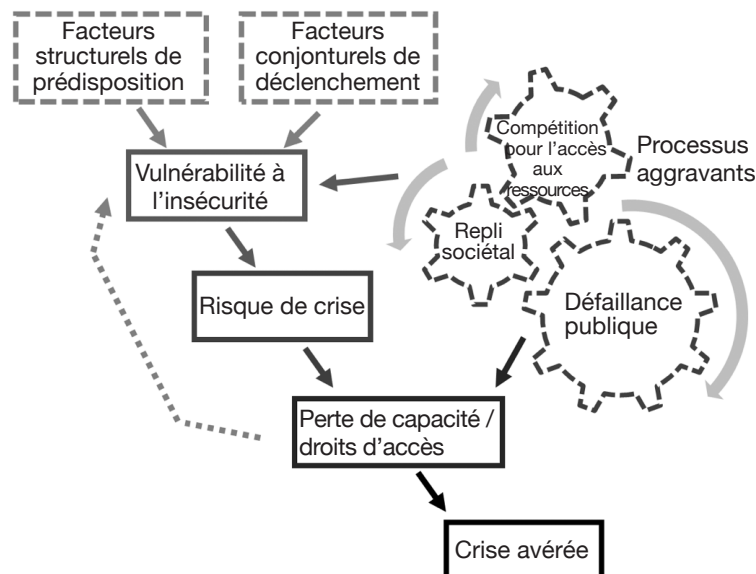 Facteurs
structurels de
prédisposition
Facteurs
conjonturels de
déclenchement
Compétition
pour l'accès
aux
ressources
Processus
aggravants
Vulnérabilité à
l'insécurité
Repli
sociétal
Risque de crise
Défaillance
publique
Perte de capacité /
droits d'accès
Crise avérée